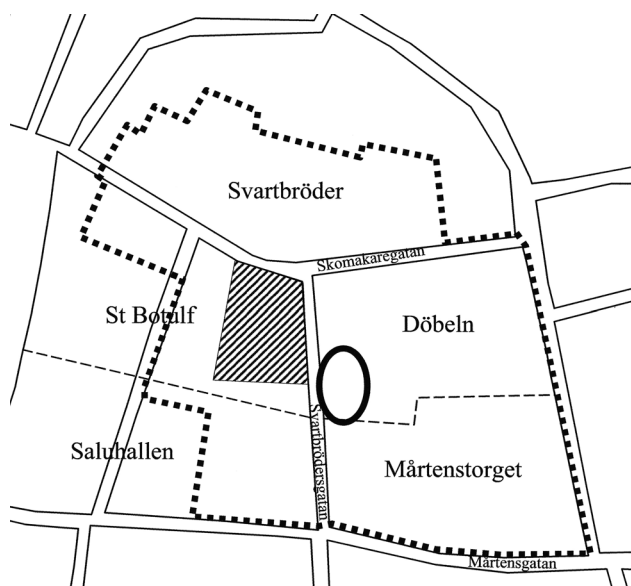 Svartbröder
Skomakaregatan
St Botulf
Döbeln
Saluhallen
Svartbrödersgatan
Mårtenstorget
Mårtensgatan